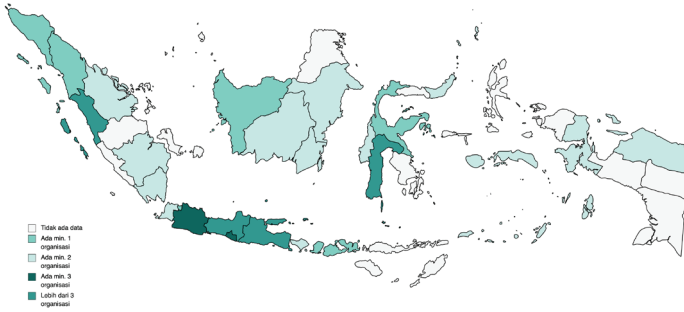 Tidak ada data
Ada min. 1
organisasi
Ada min. 2
organisasi
Ada min. 3
organisasi
Lebih dari 3
organisasi